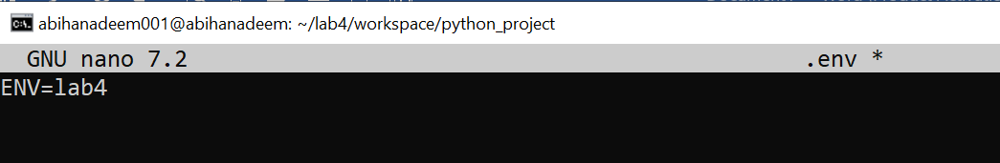 abihanadeem001@abihanadeem: ~/lab4/workspace/python_project
GNU nano 7.2 .env *
ENV=lab4